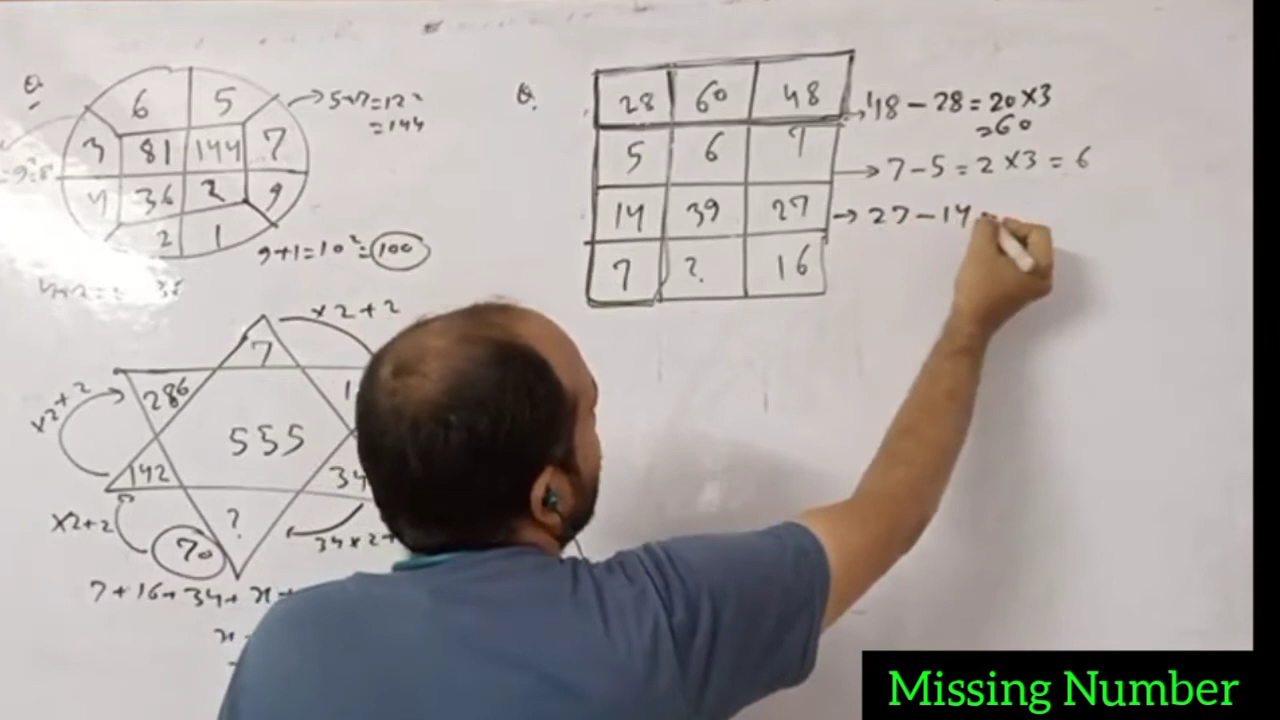 Q.
6 5
3 81 144 7
4 36 2 9
2 1
→ 5+7=12²
=144
9+1=10²=100
×2+2
7
286
×2+2
555
142
34
×2+2
?
70
34×2+
7+16+34+x+
Q.
28 60 48
5 6 7
14 39 27
7 ? 16
→ 48-28=20×3
=60
→ 7-5=2×3=6
→ 27-14
Missing Number